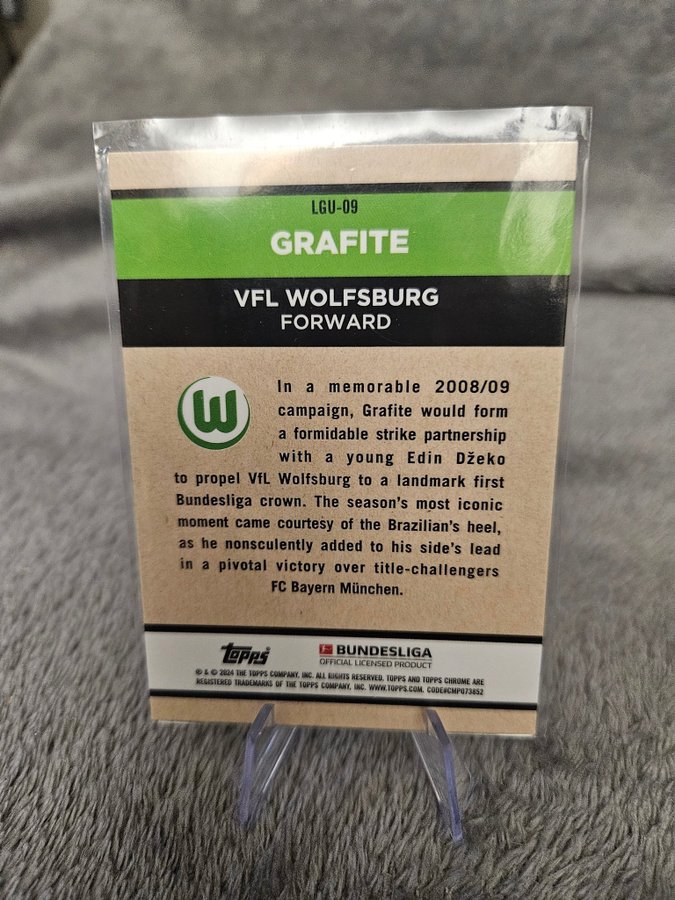 LGU-09
GRAFITE
VFL WOLFSBURG
FORWARD
W
In a memorable 2008/09
campaign, Grafite would form
a formidable strike partnership
with a young Edin Džeko
to propel VfL Wolfsburg to a landmark first
Bundesliga crown. The season's most iconic
moment came courtesy of the Brazilian's heel,
as he nonsculently added to his side's lead
in a pivotal victory over title-challengers
FC Bayern München.
topps
BUNDESLIGA
OFFICIAL LICENSED PRODUCT
® & © 2024 THE TOPPS COMPANY, INC. ALL RIGHTS RESERVED. TOPPS AND TOPPS CHROME ARE
REGISTERED TRADEMARKS OF THE TOPPS COMPANY, INC. WWW.TOPPS.COM. CODE#CMP073852